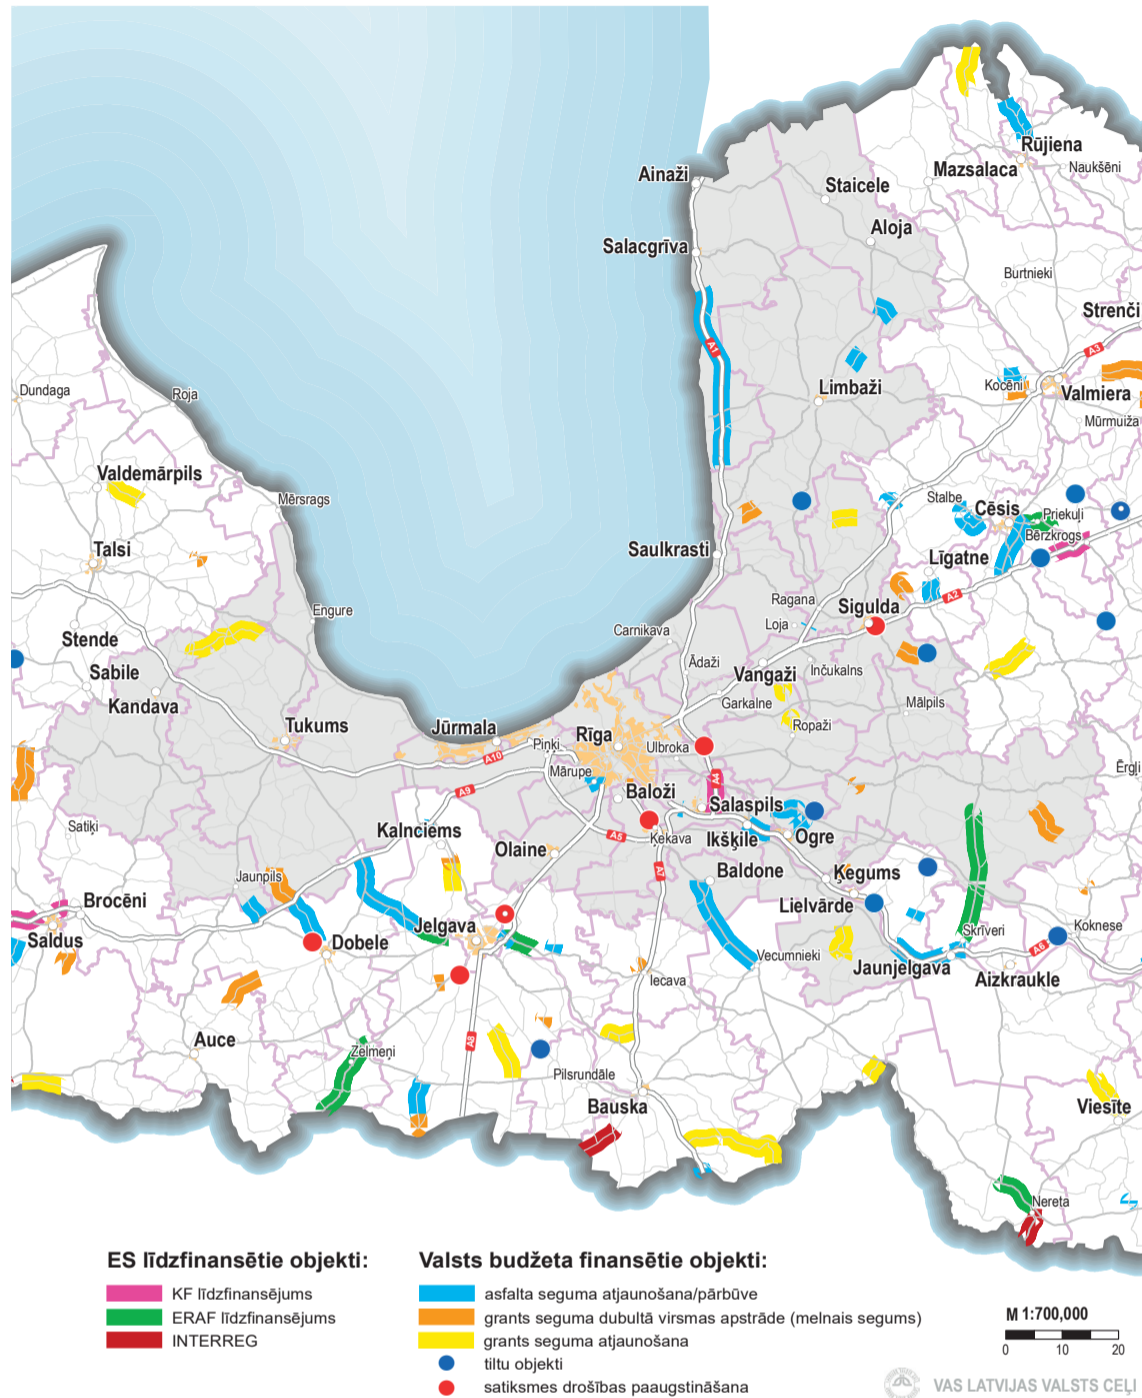 Rūjiena
Naukšēni
Mazsalaca
Ainaži
Staicele
Aloja
Salacgrīva
Burtnieki
Strenči
A3
A1
Dundaga
Roja
Limbaži
Kocēni
Valmiera
Mūrmuiža
Valdemārpils
Mērsrags
Stalbe
Cēsis
Priekuļi
Bērzkrogs
Talsi
Saulkrasti
Līgatne
Engure
Ragana
Sigulda
A2
Stende
Carnikava
Loja
Sabile
Ādaži
Vangaži
Inčukalns
Kandava
Garkalne
Mālpils
Tukums
Jūrmala
Rīga
Ropaži
Piņķi
Ulbroka
A10
Mārupe
Ērgļi
A9
Baloži
A4
Salaspils
Satiķi
Kalnciems
A5
Ķekava
Ikšķile
Ogre
Olaine
A7
Baldone
Ķegums
Jaunpils
Brocēni
Lielvārde
Saldus
Dobele
Jelgava
Skrīveri
Koknese
Vecumnieki
Jaunjelgava
A6
Iecava
Aizkraukle
Auce
A8
Zelmeņi
Pilsrundāle
Bauska
Viesīte
Nereta
ES līdzfinansētie objekti:
KF līdzfinansējums
ERAF līdzfinansējums
INTERREG
Valsts budžeta finansētie objekti:
asfalta seguma atjaunošana/pārbūve
grants seguma dubultā virsmas apstrāde (melnais segums)
grants seguma atjaunošana
tiltu objekti
satiksmes drošības paaugstināšana
M 1:700,000
0 10 20
VAS LATVIJAS VALSTS CEĻI